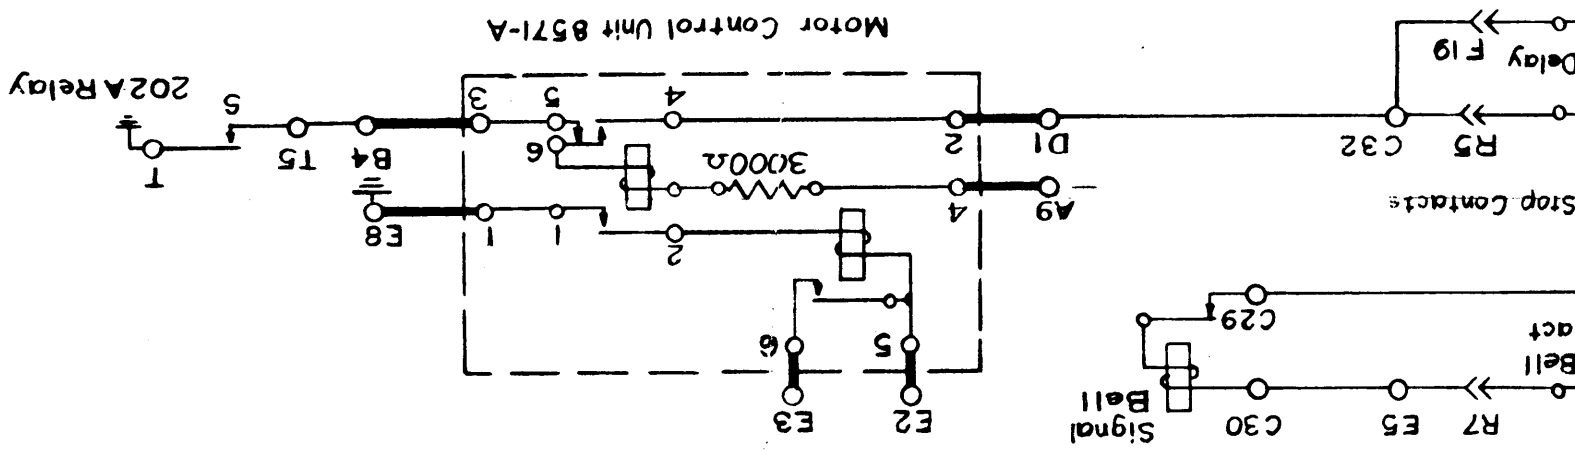 R7
E5
C30
Signal
Bell
E2
E3
Bell
act
C29
5
6
Stop Contacts
A9
4
3000Ω
2
1
1
E8
R5
C32
D1
2
6
B4
T5
T
Delay
F19
4
5
3
S
202A Relay
Motor Control Unit 8571-A